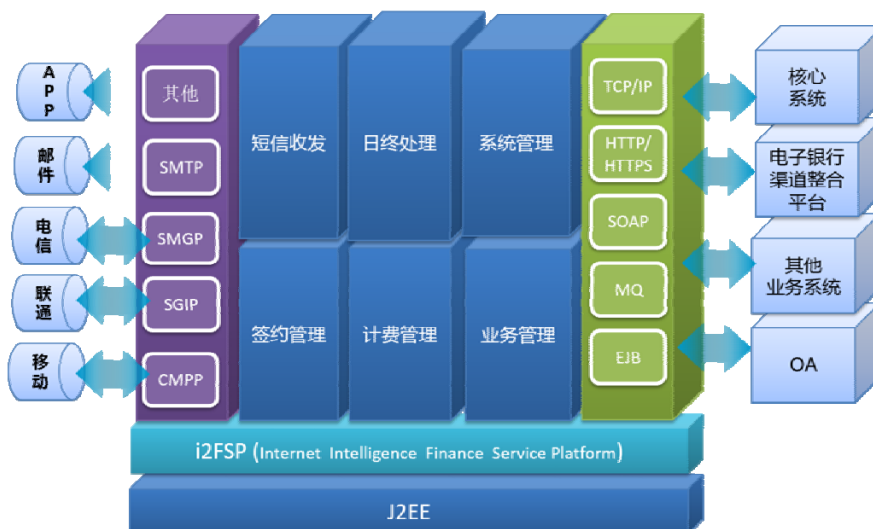 A
P
P
邮
件
电
信
联
通
移
动
其他
SMTP
SMGP
SGIP
CMPP
短信收发
日终处理
系统管理
签约管理
计费管理
业务管理
TCP/IP
HTTP/
HTTPS
SOAP
MQ
EJB
核心
系统
电子银行
渠道整合
平台
其他
业务系统
OA
i2FSP (Internet Intelligence Finance Service Platform)
J2EE